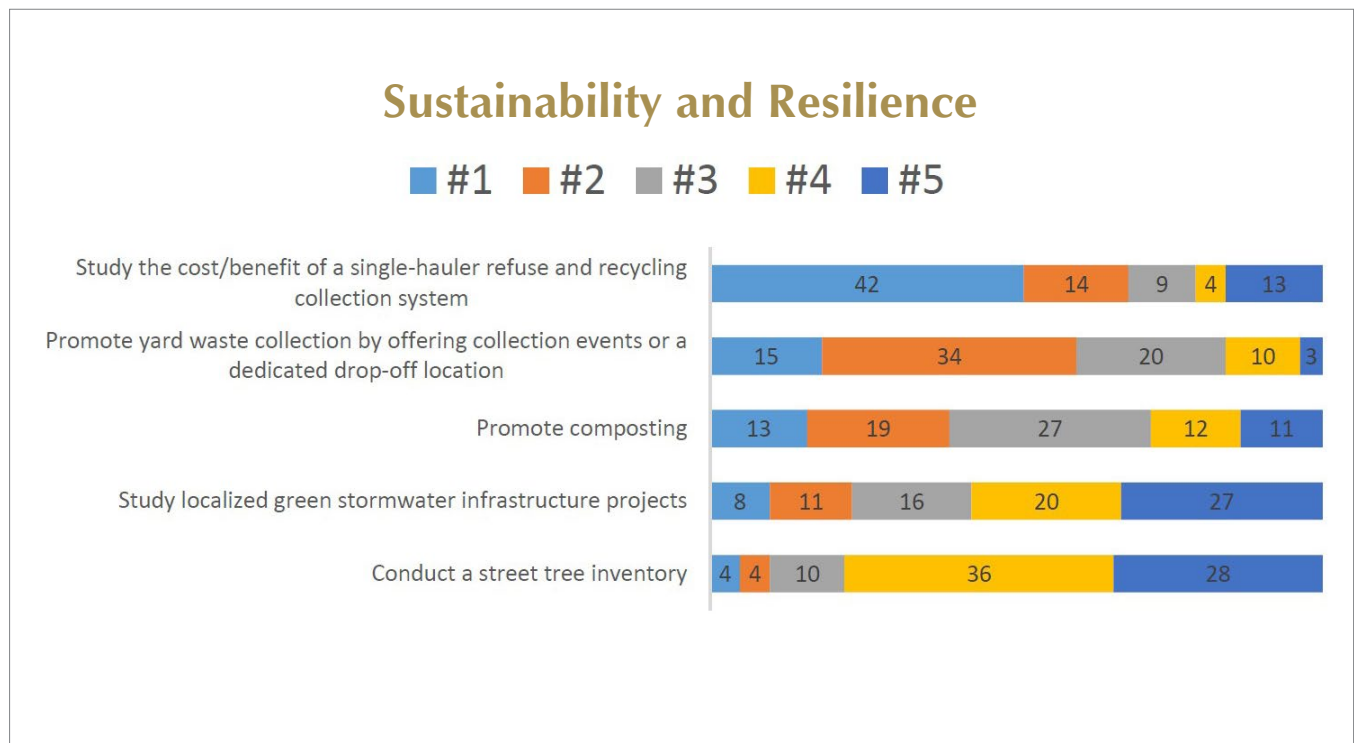 Sustainability and Resilience
#1 #2 #3 #4 #5
Study the cost/benefit of a single-hauler refuse and recycling
collection system
42 14 9 4 13
Promote yard waste collection by offering collection events or a
dedicated drop-off location
15 34 20 10 3
Promote composting
13 19 27 12 11
Study localized green stormwater infrastructure projects
8 11 16 20 27
Conduct a street tree inventory
4 4 10 36 28